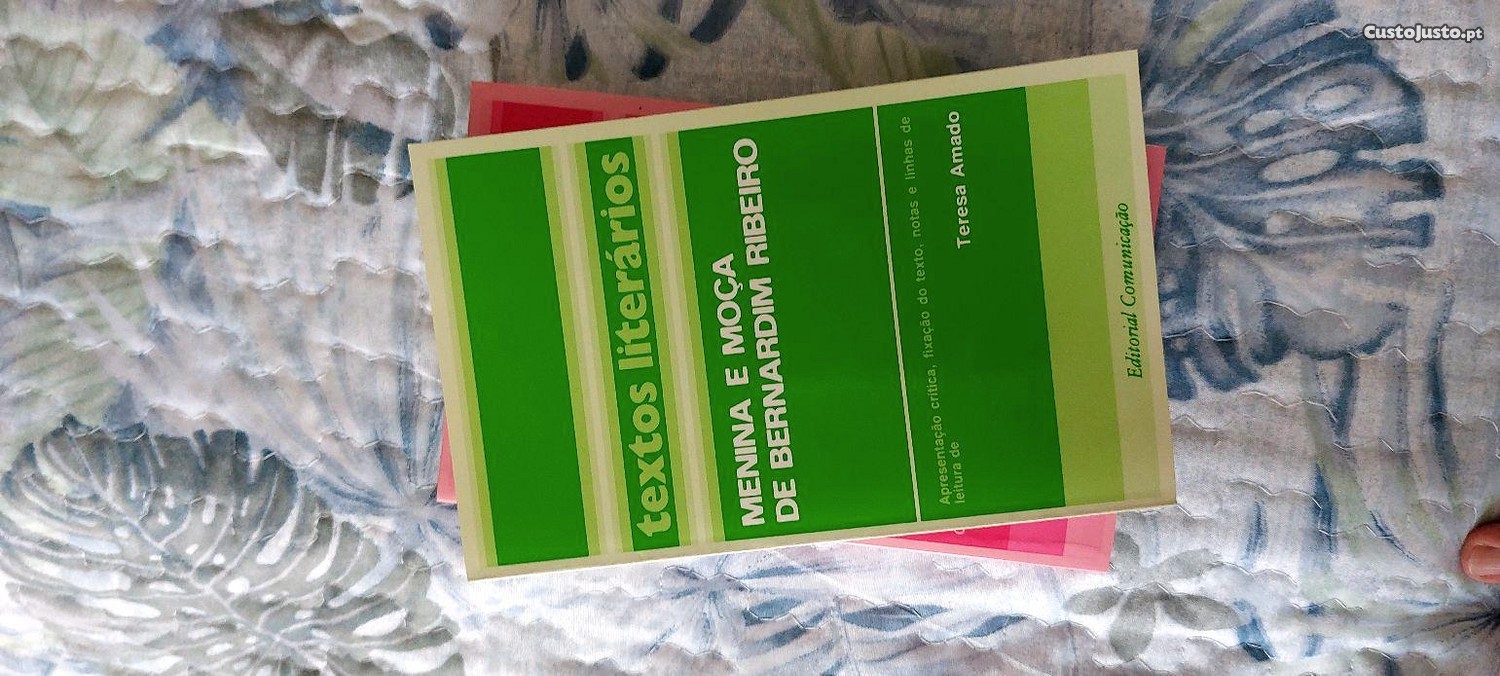 CustoJusto.pt
textos literários
MENINA E MOÇA
DE BERNARDIM RIBEIRO
Apresentação crítica, fixação do texto, notas e linhas de
leitura de
Teresa Amado
Editorial Comunicação